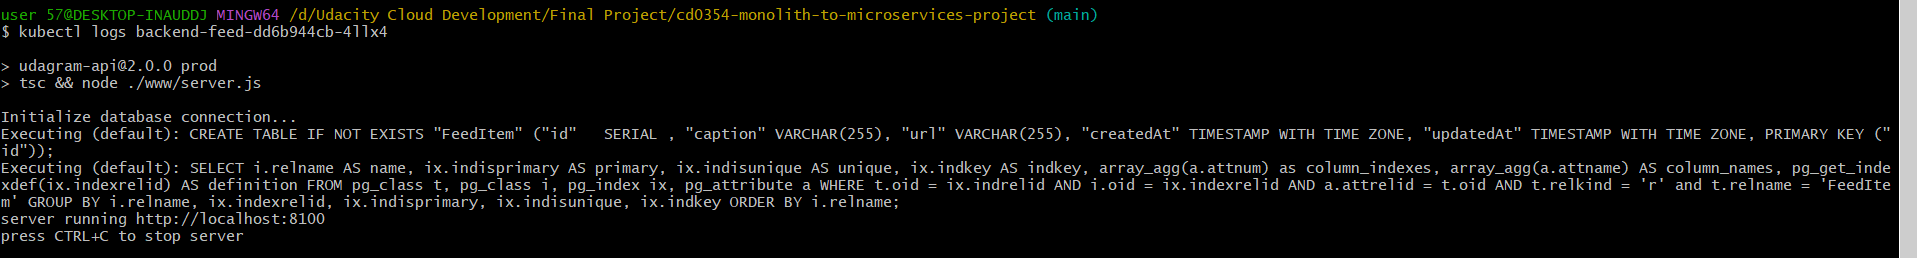 user 57@DESKTOP-INAUDDJ MINGW64 /d/Udacity Cloud Development/Final Project/cd0354-monolith-to-microservices-project (main)
$ kubectl logs backend-feed-dd6b944cb-4llx4
> udagram-api@2.0.0 prod
> tsc && node ./www/server.js
Initialize database connection...
Executing (default): CREATE TABLE IF NOT EXISTS "FeedItem" ("id"   SERIAL , "caption" VARCHAR(255), "url" VARCHAR(255), "createdAt" TIMESTAMP WITH TIME ZONE, "updatedAt" TIMESTAMP WITH TIME ZONE, PRIMARY KEY ("
id"));
Executing (default): SELECT i.relname AS name, ix.indisprimary AS primary, ix.indisunique AS unique, ix.indkey AS indkey, array_agg(a.attnum) as column_indexes, array_agg(a.attname) AS column_names, pg_get_inde
xdef(ix.indexrelid) AS definition FROM pg_class t, pg_class i, pg_index ix, pg_attribute a WHERE t.oid = ix.indrelid AND i.oid = ix.indexrelid AND a.attrelid = t.oid AND t.relkind = 'r' and t.relname = 'FeedIte
m' GROUP BY i.relname, ix.indexrelid, ix.indisprimary, ix.indisunique, ix.indkey ORDER BY i.relname;
server running http://localhost:8100
press CTRL+C to stop server